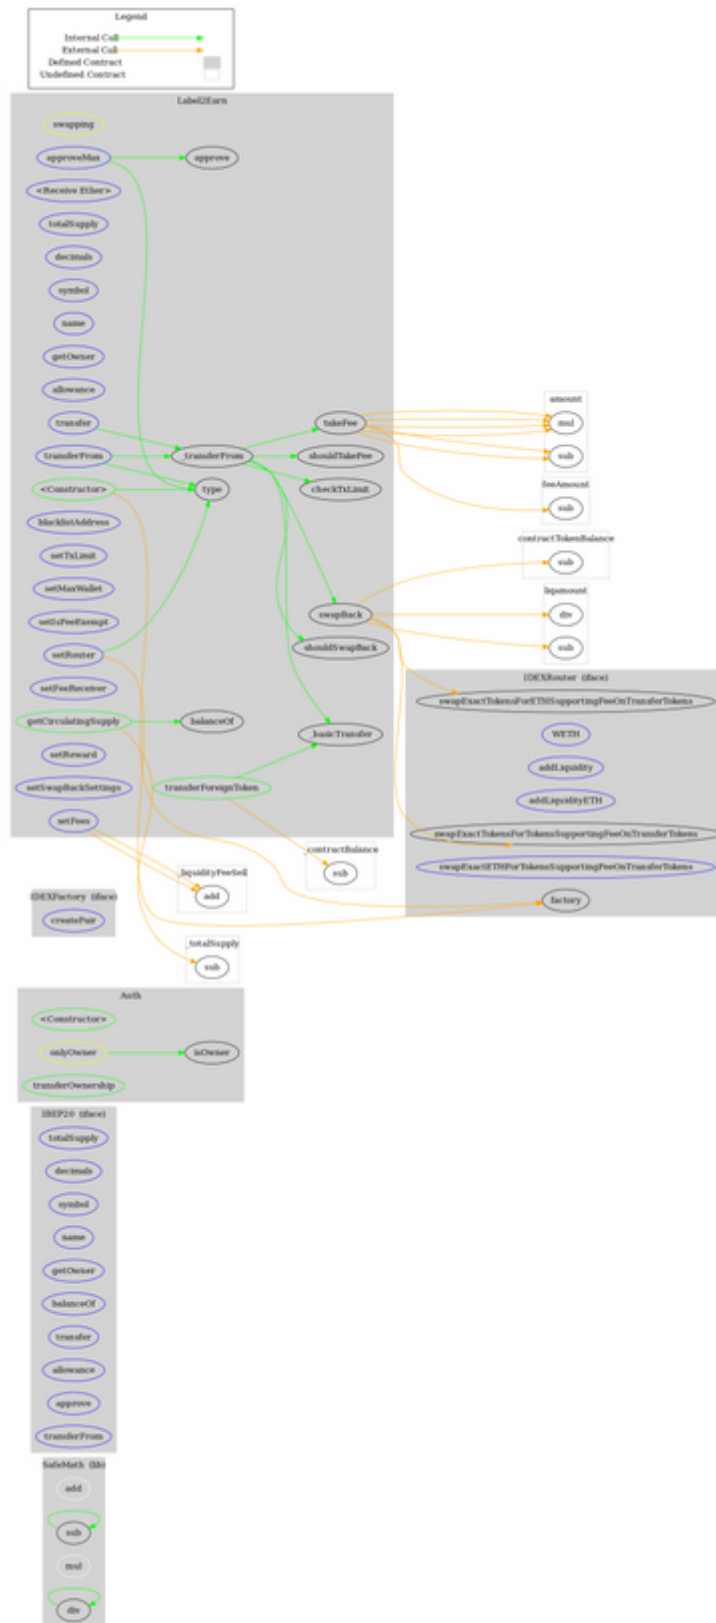 Legend
Internal Call
External Call
Defined Contract
Undefined Contract
Label2Earn
swapping
approveMax
approve
<Receive Ether>
totalSupply
decimals
symbol
name
getOwner
allowance
transfer
takeFee
amount
mul
transferFrom
_transferFrom
shouldTakeFee
sub
<Constructor>
type
checkTxLimit
feeAmount
sub
blacklistAddress
setTxLimit
contractTokenBalance
sub
setMaxWallet
setIsFeeExempt
swapBack
liqamount
div
setRouter
shouldSwapBack
sub
setFeeReceiver
IDEXRouter (iface)
swapExactTokensForETHSupportingFeeOnTransferTokens
getCirculatingSupply
balanceOf
_basicTransfer
WETH
setReward
addLiquidity
setSwapBackSettings
transferForeignToken
addLiquidityETH
setFees
swapExactTokensForTokensSupportingFeeOnTransferTokens
_contractBalance
sub
swapExactETHForTokensSupportingFeeOnTransferTokens
_liquidityFeeSell
add
factory
IDEXFactory (iface)
createPair
_totalSupply
sub
Auth
<Constructor>
onlyOwner
isOwner
transferOwnership
IBEP20 (iface)
totalSupply
decimals
symbol
name
getOwner
balanceOf
transfer
allowance
approve
transferFrom
SafeMath (lib)
add
sub
mul
div